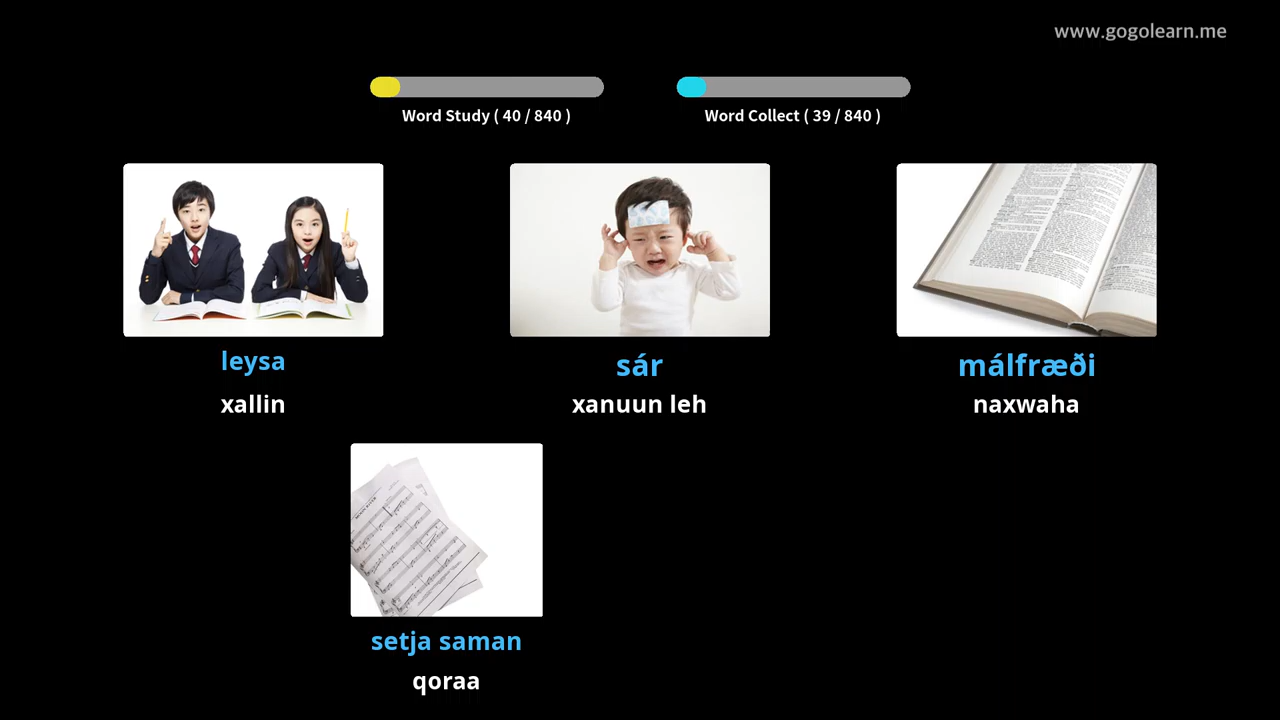 www.gogolearn.me
Word Study ( 40 / 840 )
Word Collect ( 39 / 840 )
leysa
xallin
sár
xanuun leh
málfræði
naxwaha
setja saman
qoraa